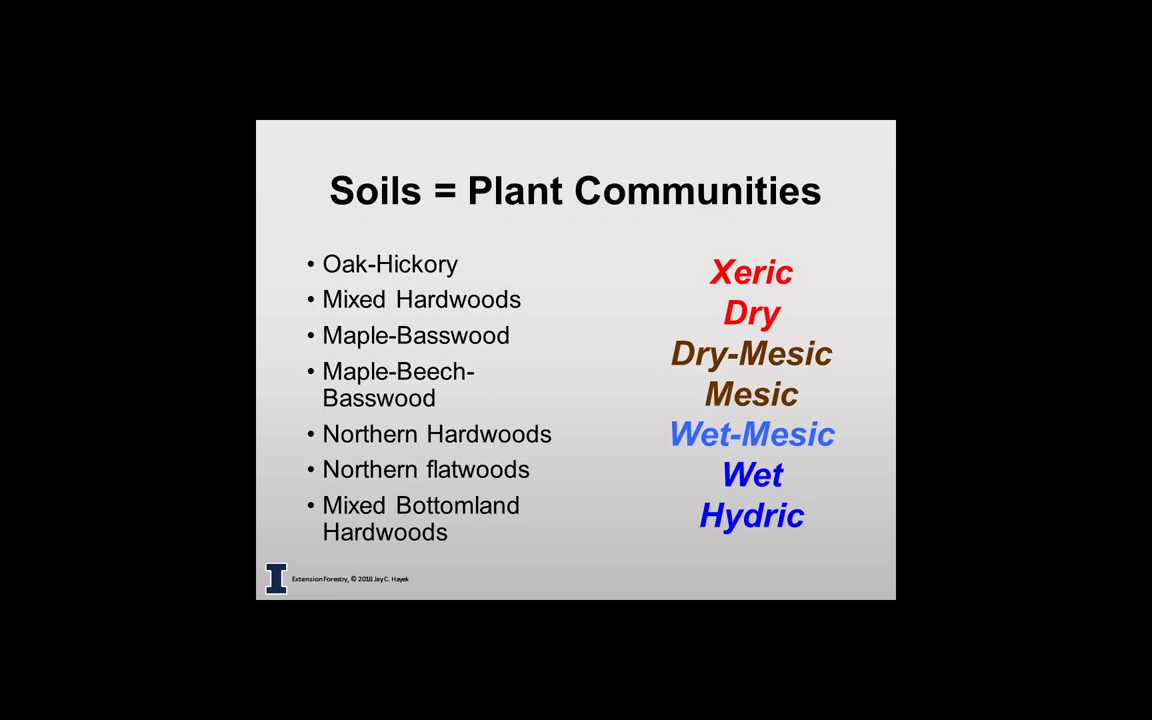 Soils = Plant Communities
• Oak-Hickory
• Mixed Hardwoods
• Maple-Basswood
• Maple-Beech-
Basswood
• Northern Hardwoods
• Northern flatwoods
• Mixed Bottomland
Hardwoods
Xeric
Dry
Dry-Mesic
Mesic
Wet-Mesic
Wet
Hydric
I
Extension Forestry, © 2018 Jay C. Hayek